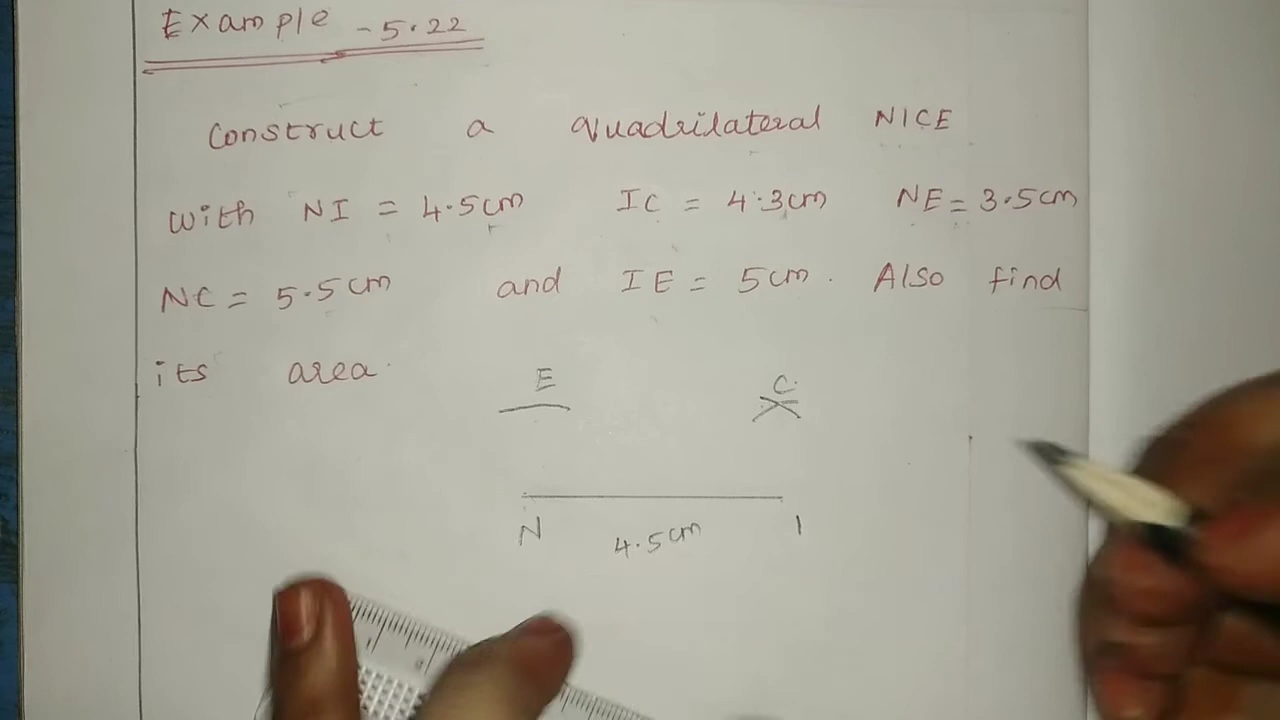 Example - 5.22
Construct a quadrilateral NICE
with NI = 4.5cm IC = 4.3cm NE = 3.5cm
NC = 5.5cm and IE = 5cm. Also find
its area.
E C
N 4.5cm I